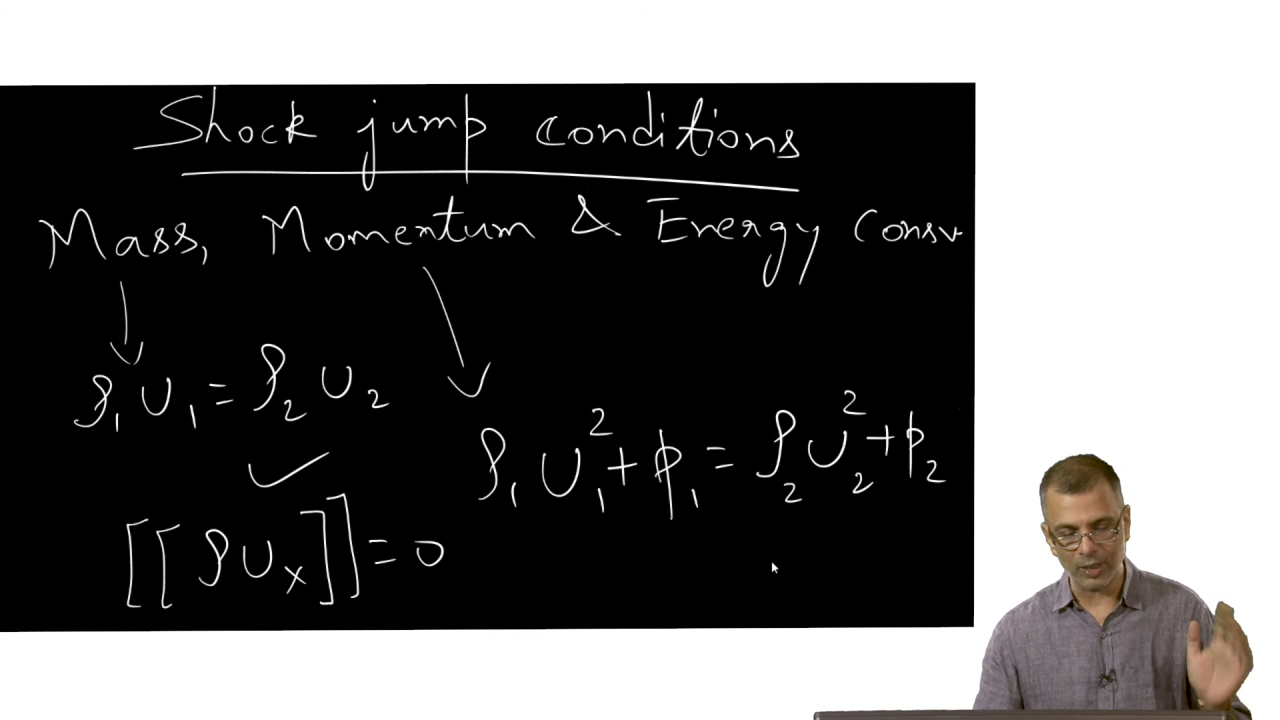 Shock jump conditions
Mass, Momentum & Energy Consv
ρ₁U₁ = ρ₂U₂
ρ₁U₁² + p₁ = ρ₂U₂² + p₂
[[ρUₓ]] = 0